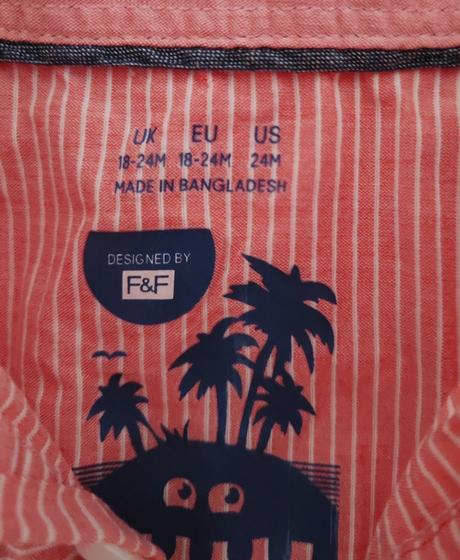 UK EU US
18-24M 18-24M 24M
MADE IN BANGLADESH
DESIGNED BY
F&F